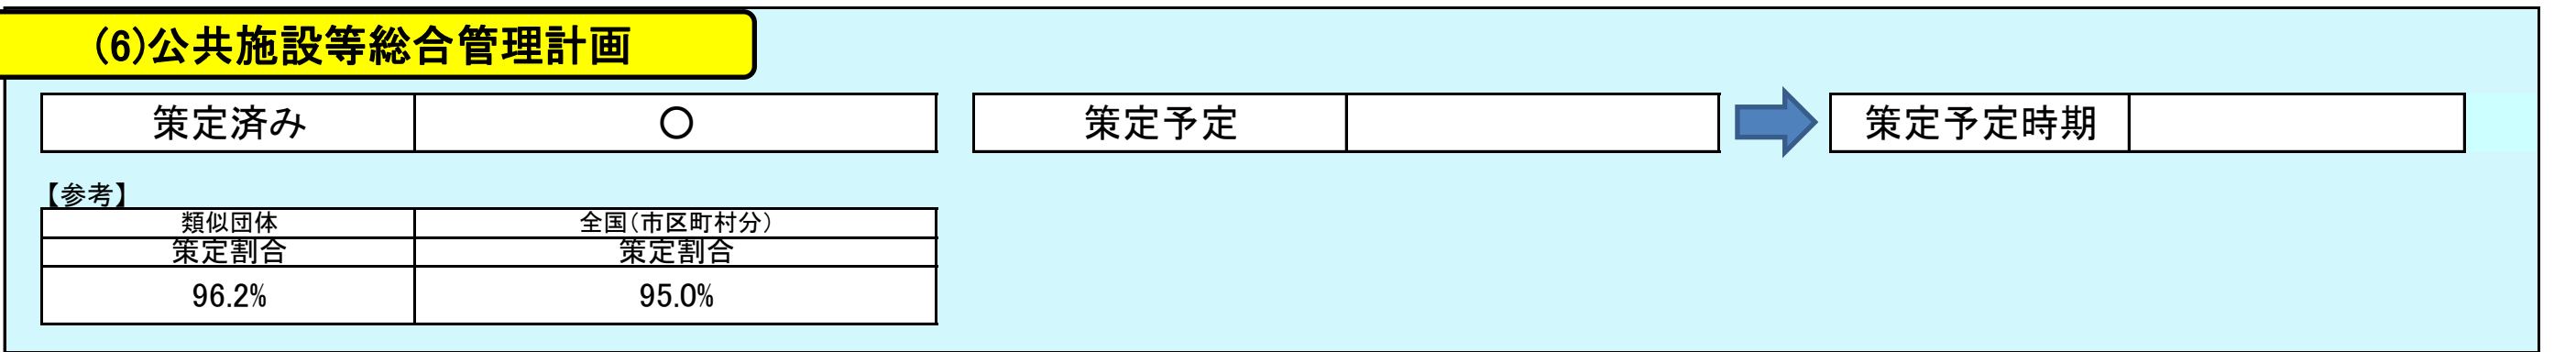 (6)公共施設等総合管理計画
策定済み ○ 策定予定 策定予定時期
【参考】
類似団体 全国(市区町村分)
策定割合 策定割合
96.2% 95.0%